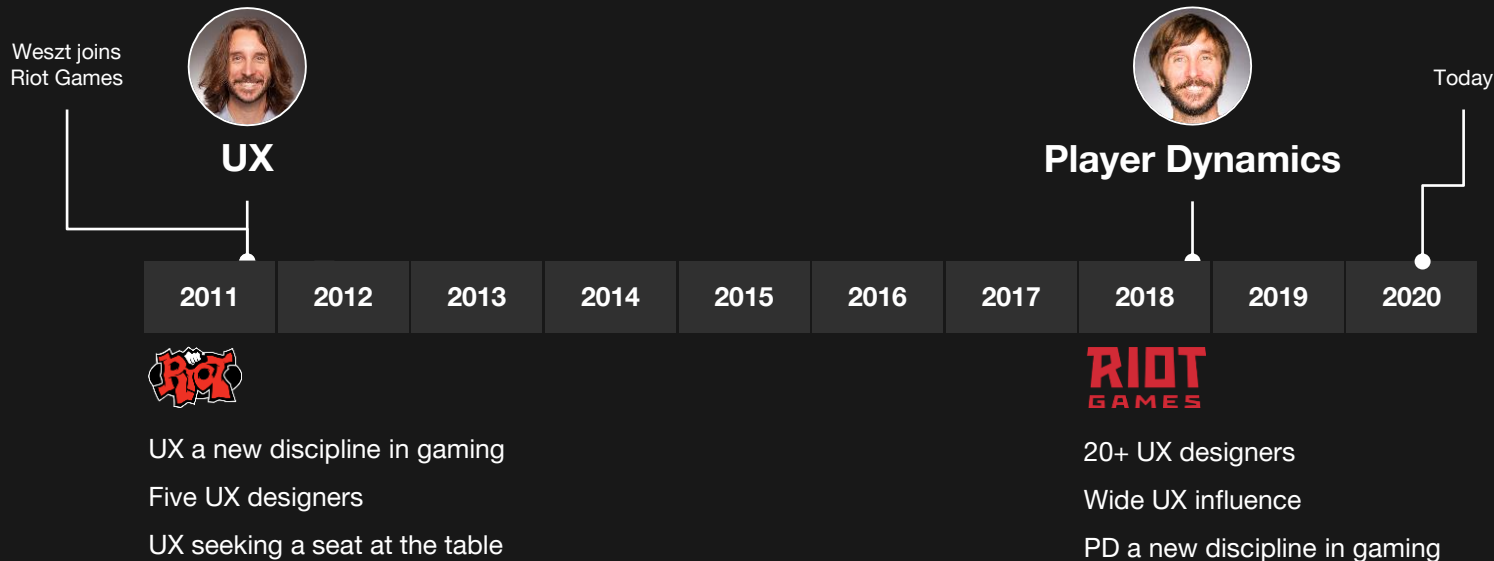 Weszt joins
Riot Games
Today
UX
Player Dynamics
2011
2012
2013
2014
2015
2016
2017
2018
2019
2020
RIOT
RIOT
GAMES
UX a new discipline in gaming
Five UX designers
UX seeking a seat at the table
20+ UX designers
Wide UX influence
PD a new discipline in gaming